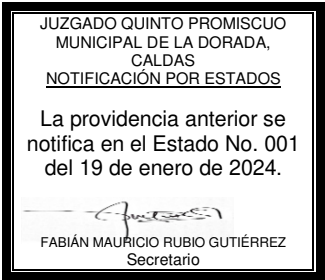 JUZGADO QUINTO PROMISCUO
MUNICIPAL DE LA DORADA,
CALDAS
NOTIFICACIÓN POR ESTADOS
La providencia anterior se
notifica en el Estado No. 001
del 19 de enero de 2024.
FABIÁN MAURICIO RUBIO GUTIÉRREZ
Secretario